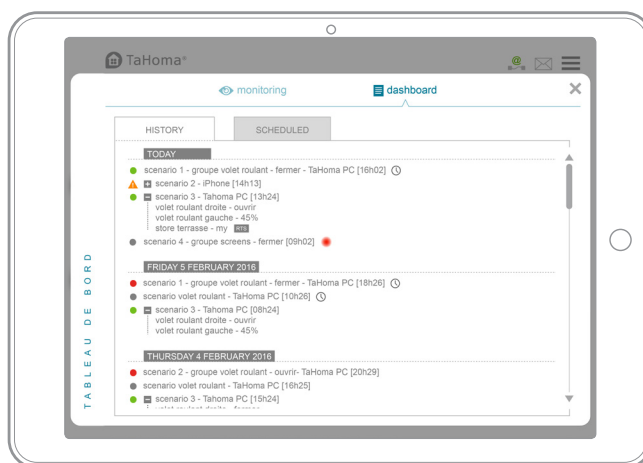 TaHoma®
@
monitoring
dashboard
HISTORY
SCHEDULED
TODAY
scenario 1 - groupe volet roulant - fermer - TaHoma PC [16h02]
scenario 2 - iPhone [14h13]
scenario 3 - Tahoma PC [13h24]
volet roulant droite - ouvrir
volet roulant gauche - 45%
store terrasse - my RTS
scenario 4 - groupe screens - fermer [09h02]
FRIDAY 5 FEBRUARY 2016
scenario 1 - groupe volet roulant - fermer - TaHoma PC [18h26]
scenario volet roulant - TaHoma PC [10h26]
scenario 3 - Tahoma PC [08h24]
volet roulant droite - ouvrir
volet roulant gauche - 45%
THURSDAY 4 FEBRUARY 2016
scenario 2 - groupe volet roulant - ouvrir- TaHoma PC [20h29]
scenario volet roulant - TaHoma PC [16h25]
scenario 3 - Tahoma PC [15h24]
volet roulant droite - fermer
TABLEAU DE BORD